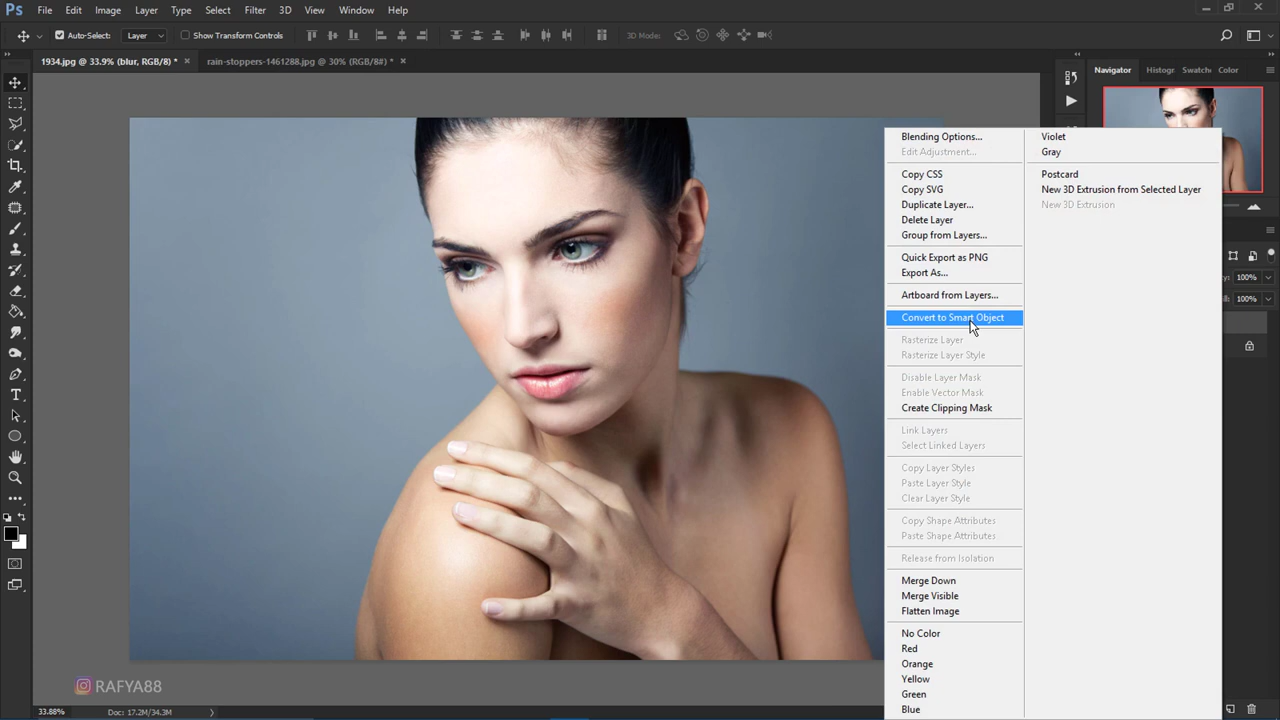 Ps File Edit Image Layer Type Select Filter 3D View Window Help
Auto-Select: Layer Show Transform Controls 3D Mode:
1934.jpg @ 33.9% (blur, RGB/8) * × rain-stoppers-1461288.jpg @ 30% (RGB/8#) * ×
Navigator Histogr Swatch Color
Blending Options...
Edit Adjustment...
Copy CSS
Copy SVG
Duplicate Layer...
Delete Layer
Group from Layers...
Quick Export as PNG
Export As...
Artboard from Layers...
Convert to Smart Object
Rasterize Layer
Rasterize Layer Style
Disable Layer Mask
Enable Vector Mask
Create Clipping Mask
Link Layers
Select Linked Layers
Copy Layer Styles
Paste Layer Style
Clear Layer Style
Copy Shape Attributes
Paste Shape Attributes
Release from Isolation
Merge Down
Merge Visible
Flatten Image
No Color
Red
Orange
Yellow
Green
Blue
Violet
Gray
Postcard
New 3D Extrusion from Selected Layer
New 3D Extrusion
100%
100%
RAFYA88
33.88% Doc: 17.2M/34.3M